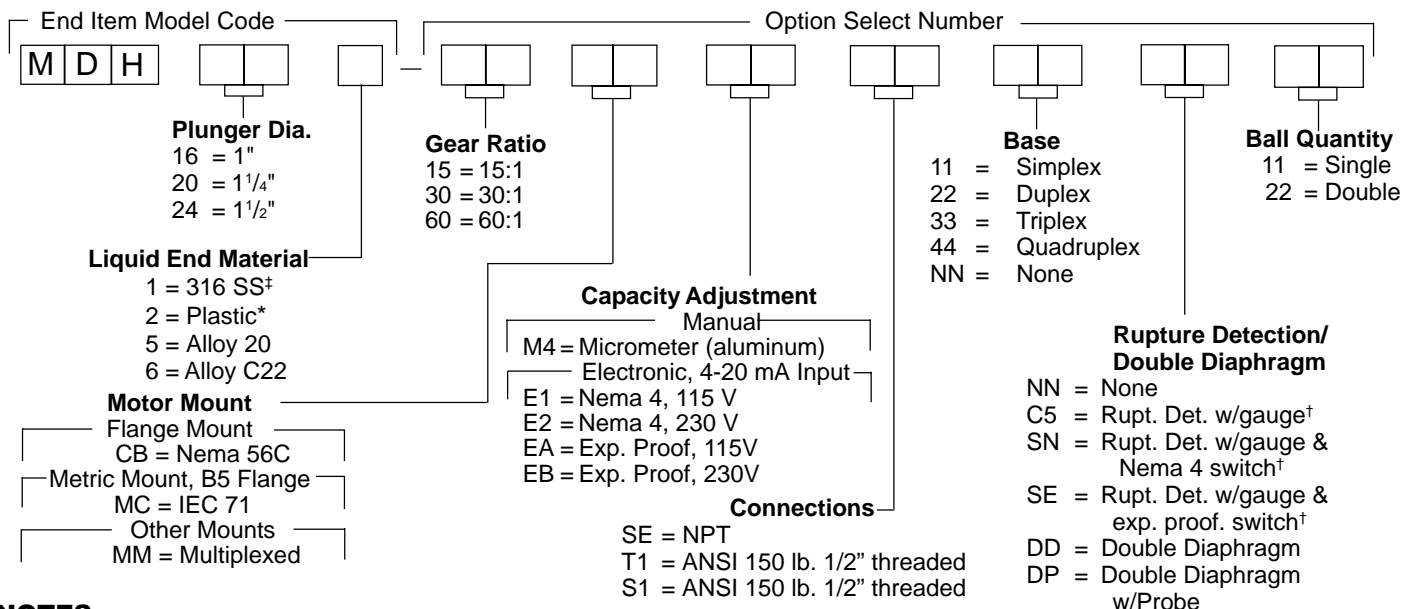 End Item Model Code
Option Select Number
M D H
–
Plunger Dia.
16 = 1"
20 = 1 1/4"
24 = 1 1/2"
Liquid End Material
1 = 316 SS‡
2 = Plastic*
5 = Alloy 20
6 = Alloy C22
Gear Ratio
15 = 15:1
30 = 30:1
60 = 60:1
Motor Mount
Flange Mount
CB = Nema 56C
Metric Mount, B5 Flange
MC = IEC 71
Other Mounts
MM = Multiplexed
Capacity Adjustment
Manual
M4 = Micrometer (aluminum)
Electronic, 4-20 mA Input
E1 = Nema 4, 115 V
E2 = Nema 4, 230 V
EA = Exp. Proof, 115V
EB = Exp. Proof, 230V
Connections
SE = NPT
T1 = ANSI 150 lb. 1/2” threaded
S1 = ANSI 150 lb. 1/2” threaded
Base
11 = Simplex
22 = Duplex
33 = Triplex
44 = Quadruplex
NN = None
Rupture Detection/
Double Diaphragm
NN = None
C5 = Rupt. Det. w/gauge†
SN = Rupt. Det. w/gauge &
Nema 4 switch†
SE = Rupt. Det. w/gauge &
exp. proof. switch†
DD = Double Diaphragm
DP = Double Diaphragm
w/Probe
Ball Quantity
11 = Single
22 = Double
NOTES